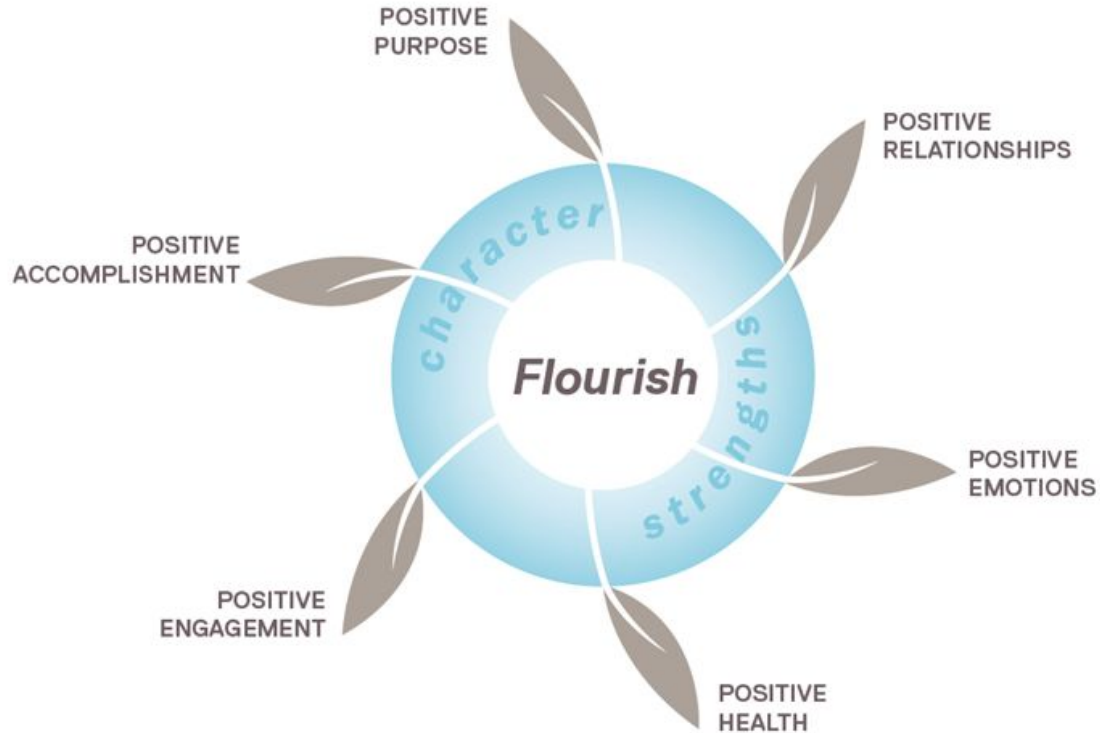 POSITIVE
PURPOSE
POSITIVE
RELATIONSHIPS
POSITIVE
EMOTIONS
POSITIVE
HEALTH
POSITIVE
ENGAGEMENT
POSITIVE
ACCOMPLISHMENT
character
strengths
Flourish